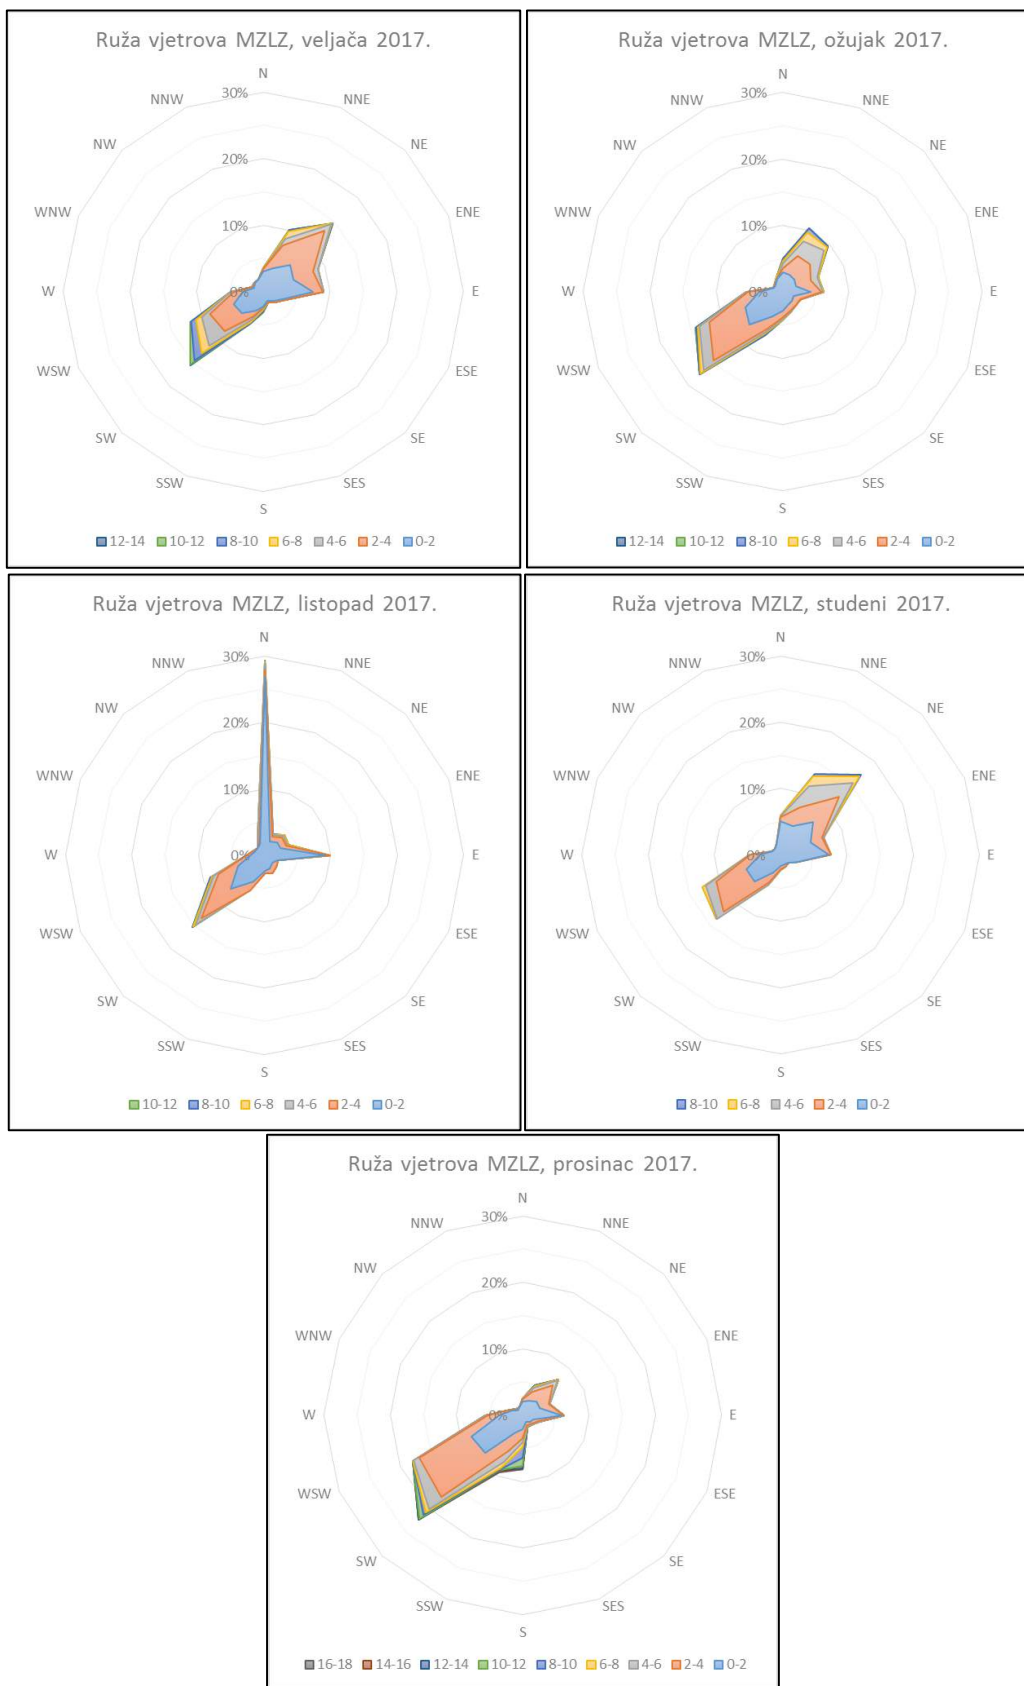 Ruža vjetrova MZLZ, veljača 2017.
N
NNE
NE
ENE
E
ESE
SE
SES
S
SSW
SW
WSW
W
WNW
NW
NNW
30%
20%
10%
0%
12-14 10-12 8-10 6-8 4-6 2-4 0-2
Ruža vjetrova MZLZ, ožujak 2017.
N
NNE
NE
ENE
E
ESE
SE
SES
S
SSW
SW
WSW
W
WNW
NW
NNW
30%
20%
10%
0%
12-14 10-12 8-10 6-8 4-6 2-4 0-2
Ruža vjetrova MZLZ, listopad 2017.
N
NNE
NE
ENE
E
ESE
SE
SES
S
SSW
SW
WSW
W
WNW
NW
NNW
30%
20%
10%
0%
10-12 8-10 6-8 4-6 2-4 0-2
Ruža vjetrova MZLZ, studeni 2017.
N
NNE
NE
ENE
E
ESE
SE
SES
S
SSW
SW
WSW
W
WNW
NW
NNW
30%
20%
10%
0%
8-10 6-8 4-6 2-4 0-2
Ruža vjetrova MZLZ, prosinac 2017.
N
NNE
NE
ENE
E
ESE
SE
SES
S
SSW
SW
WSW
W
WNW
NW
NNW
30%
20%
10%
0%
16-18 14-16 12-14 10-12 8-10 6-8 4-6 2-4 0-2